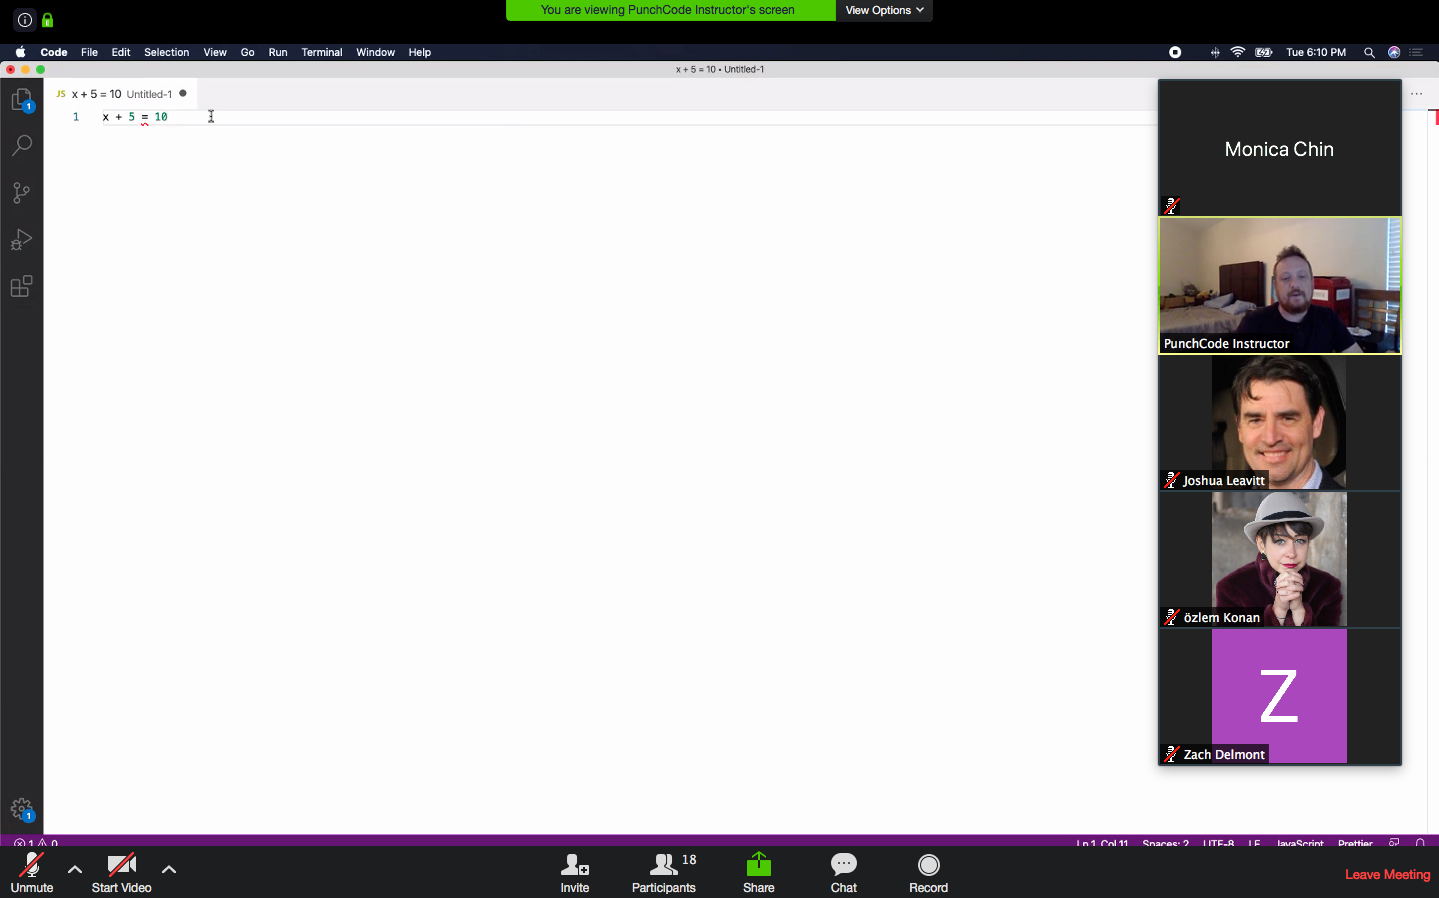 You are viewing PunchCode Instructor's screen
View Options
Code File Edit Selection View Go Run Terminal Window Help
Tue 6:10 PM
x + 5 = 10 • Untitled-1
JS x + 5 = 10 Untitled-1
1
1 x + 5 = 10
Monica Chin
PunchCode Instructor
Joshua Leavitt
özlem Konan
Z
Zach Delmont
1
1 0
Ln 1, Col 11 Spaces: 2 UTF-8 LF JavaScript Prettier
18
Unmute Start Video Invite Participants Share Chat Record
Leave Meeting